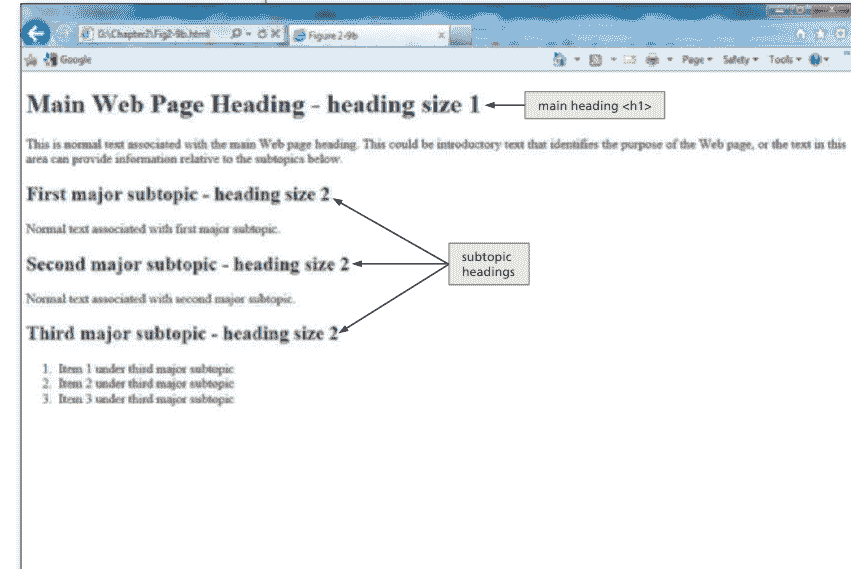 G:\Chapter2\Fig2-9b.html
Figure 2-9b
Google
Page
Safety
Tools
Main Web Page Heading - heading size 1
main heading <h1>
This is normal text associated with the main Web page heading. This could be introductory text that identifies the purpose of the Web page, or the text in this
area can provide information relative to the subtopics below.
First major subtopic - heading size 2
Normal text associated with first major subtopic.
subtopic
headings
Second major subtopic - heading size 2
Normal text associated with second major subtopic.
Third major subtopic - heading size 2
1. Item 1 under third major subtopic
2. Item 2 under third major subtopic
3. Item 3 under third major subtopic